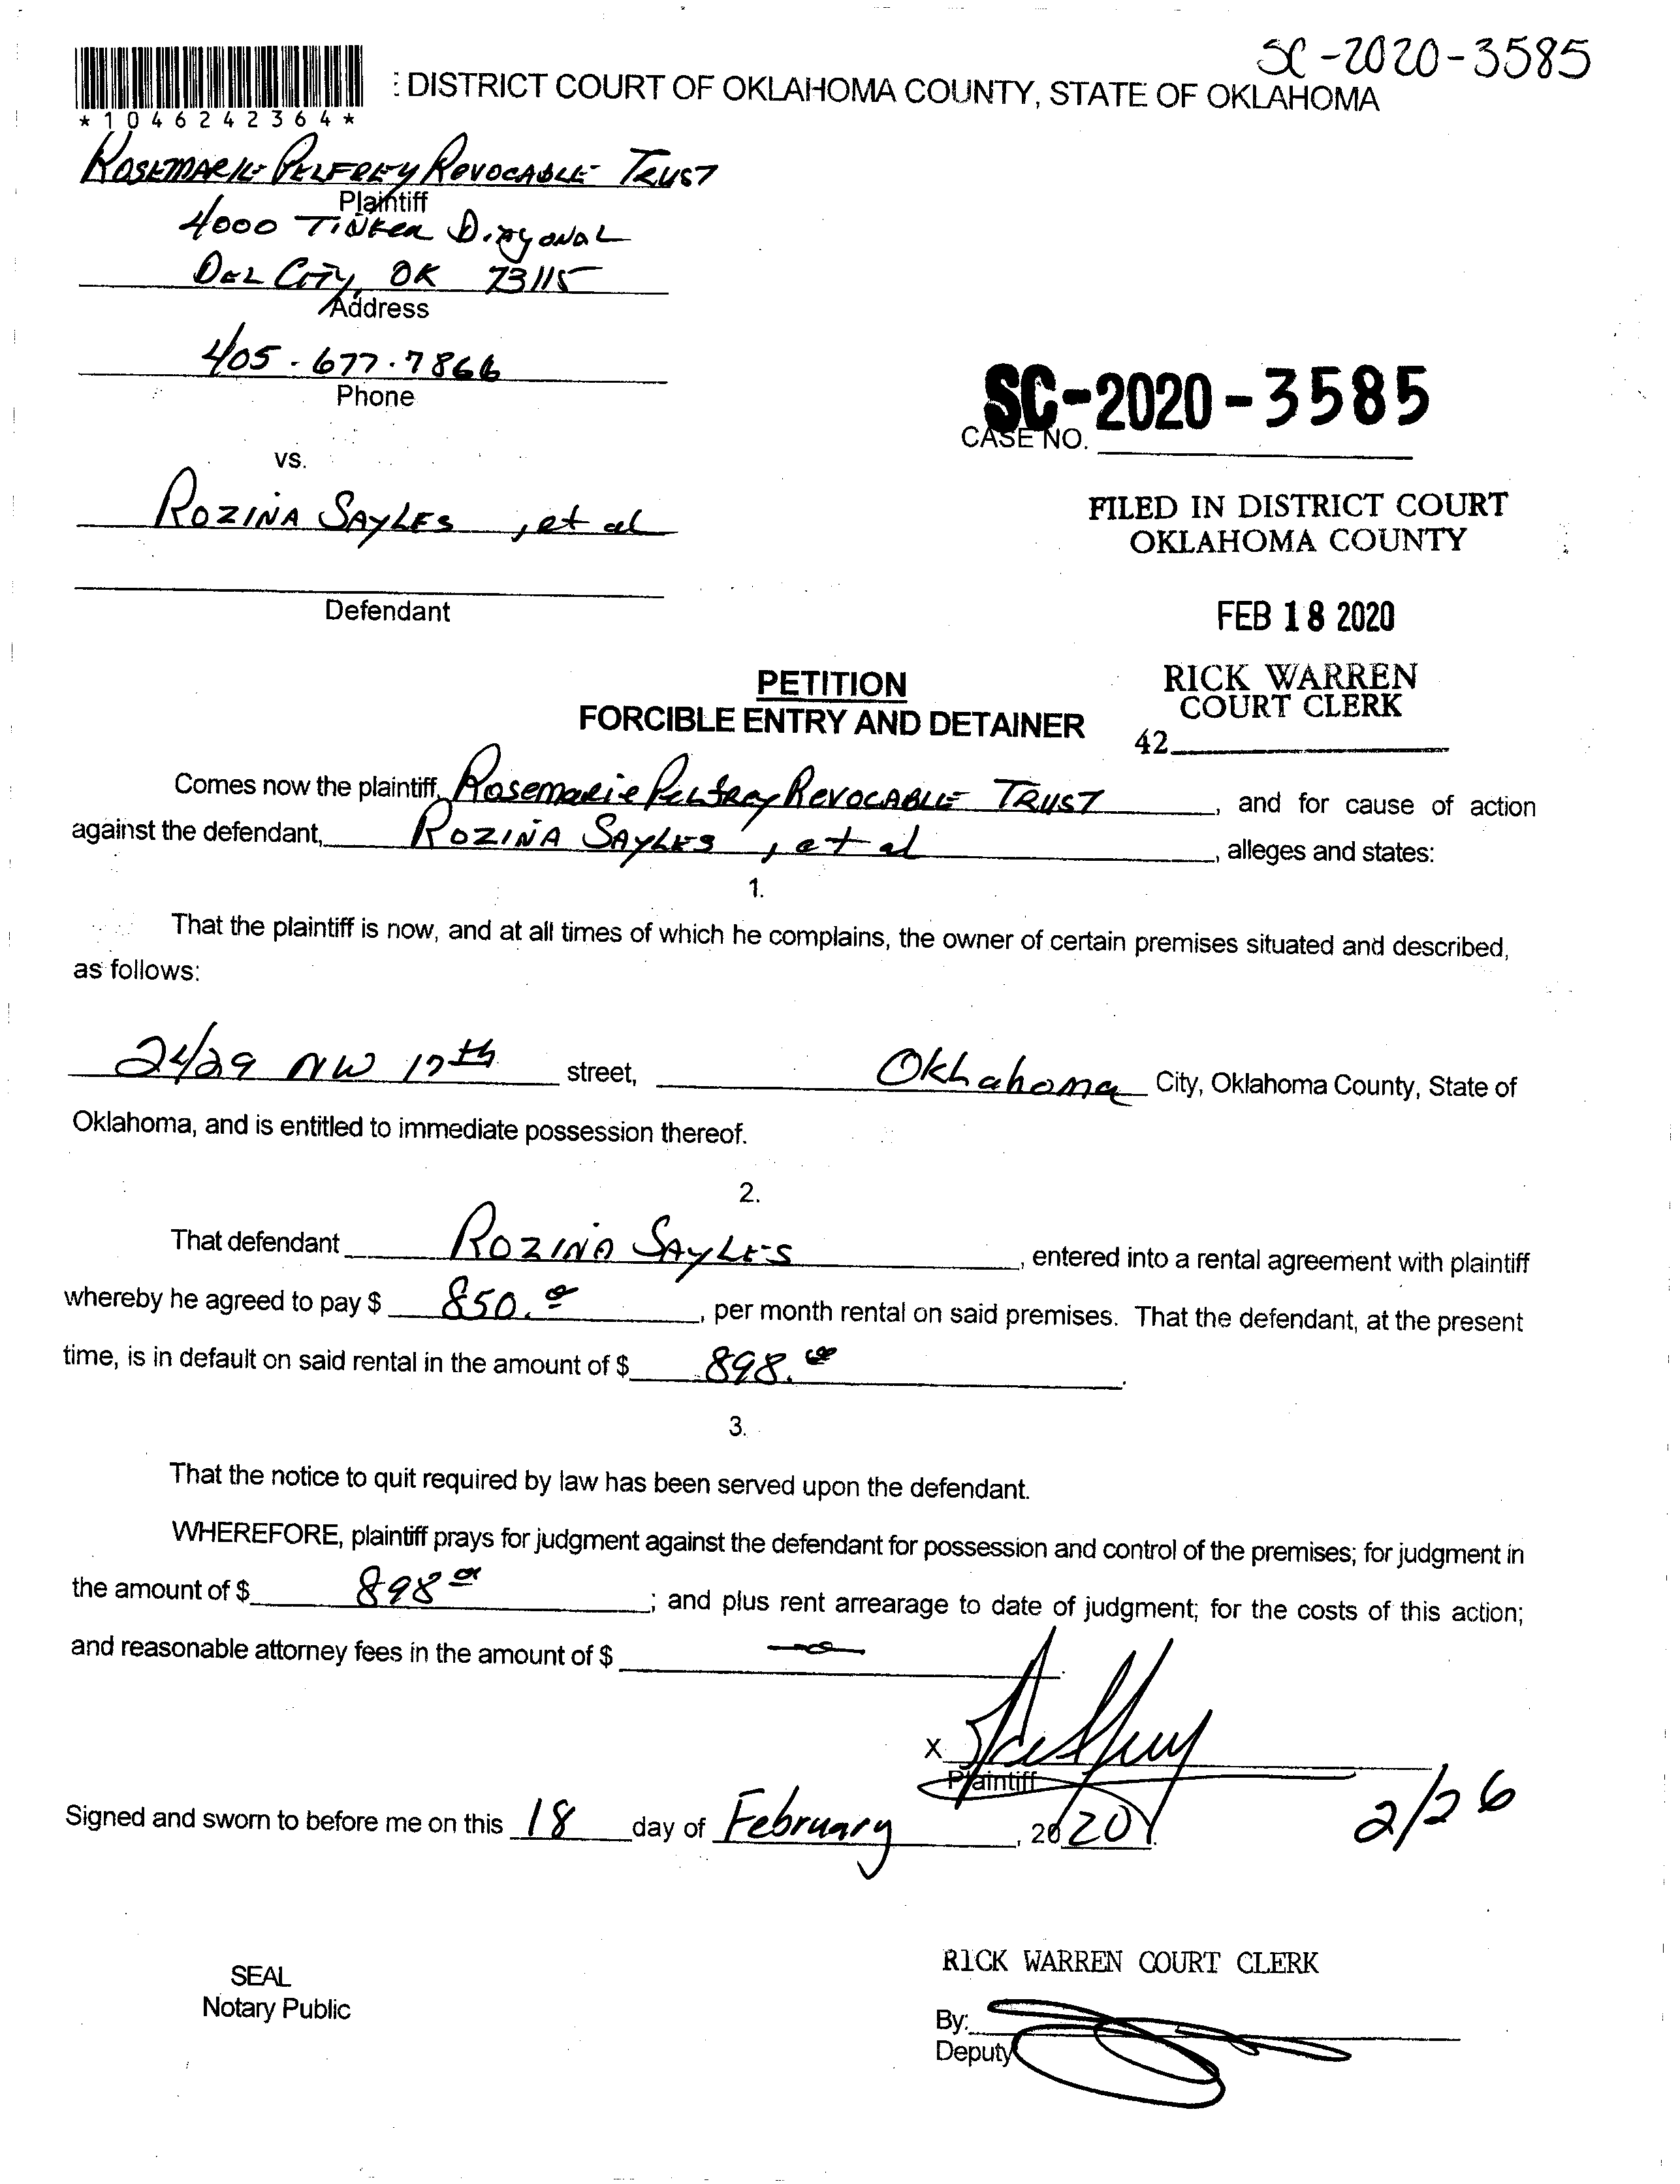 SC-2020-3585
: DISTRICT COURT OF OKLAHOMA COUNTY, STATE OF OKLAHOMA
*1046242364*
ROSEMARIE PELFREY REVOCABLE TRUST
Plaintiff
4000 TINKER DIAGONAL
DEL CITY, OK 73115
Address
405-677-7866
Phone
SC-2020-3585
CASE NO.
vs.
ROZINA SAYLES, et al
FILED IN DISTRICT COURT
OKLAHOMA COUNTY
Defendant
FEB 18 2020
RICK WARREN
COURT CLERK
42
PETITION
FORCIBLE ENTRY AND DETAINER
Comes now the plaintiff, Rosemarie Pelfrey REVOCABLE TRUST, and for cause of action
against the defendant, ROZINA SAYLES, et al, alleges and states:
1.
That the plaintiff is now, and at all times of which he complains, the owner of certain premises situated and described,
as follows:
2429 NW 17th street, Oklahoma City, Oklahoma County, State of
Oklahoma, and is entitled to immediate possession thereof.
2.
That defendant ROZINA SAYLES, entered into a rental agreement with plaintiff
whereby he agreed to pay $ 850.00, per month rental on said premises. That the defendant, at the present
time, is in default on said rental in the amount of $ 898.00.
3.
That the notice to quit required by law has been served upon the defendant.
WHEREFORE, plaintiff prays for judgment against the defendant for possession and control of the premises; for judgment in
the amount of $ 898.00; and plus rent arrearage to date of judgment; for the costs of this action;
and reasonable attorney fees in the amount of $
X
Plaintiff
Signed and sworn to before me on this 18 day of February, 2020.
2/26
SEAL
Notary Public
RICK WARREN COURT CLERK
By:
Deputy